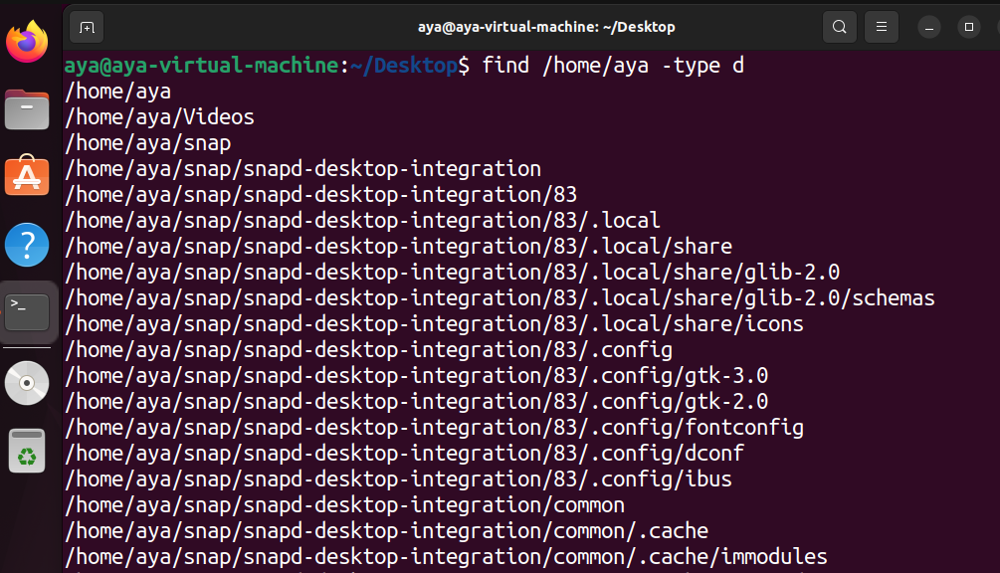 aya@aya-virtual-machine: ~/Desktop
aya@aya-virtual-machine:~/Desktop$ find /home/aya -type d
/home/aya
/home/aya/Videos
/home/aya/snap
/home/aya/snap/snapd-desktop-integration
/home/aya/snap/snapd-desktop-integration/83
/home/aya/snap/snapd-desktop-integration/83/.local
/home/aya/snap/snapd-desktop-integration/83/.local/share
/home/aya/snap/snapd-desktop-integration/83/.local/share/glib-2.0
/home/aya/snap/snapd-desktop-integration/83/.local/share/glib-2.0/schemas
/home/aya/snap/snapd-desktop-integration/83/.local/share/icons
/home/aya/snap/snapd-desktop-integration/83/.config
/home/aya/snap/snapd-desktop-integration/83/.config/gtk-3.0
/home/aya/snap/snapd-desktop-integration/83/.config/gtk-2.0
/home/aya/snap/snapd-desktop-integration/83/.config/fontconfig
/home/aya/snap/snapd-desktop-integration/83/.config/dconf
/home/aya/snap/snapd-desktop-integration/83/.config/ibus
/home/aya/snap/snapd-desktop-integration/common
/home/aya/snap/snapd-desktop-integration/common/.cache
/home/aya/snap/snapd-desktop-integration/common/.cache/immodules